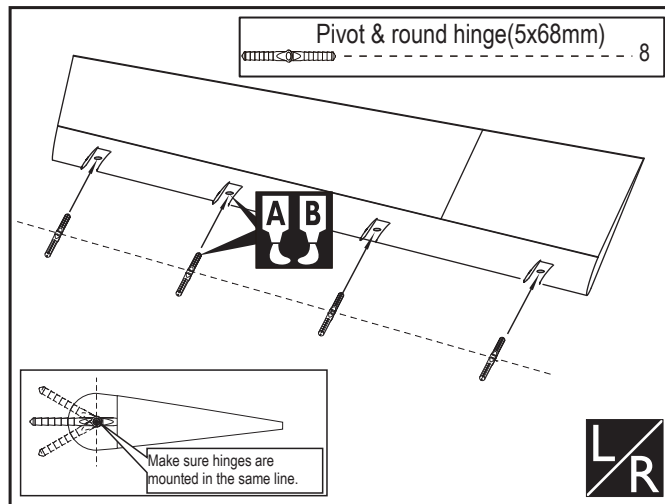 Pivot & round hinge(5x68mm)
8
A B
Make sure hinges are
mounted in the same line.
L/R